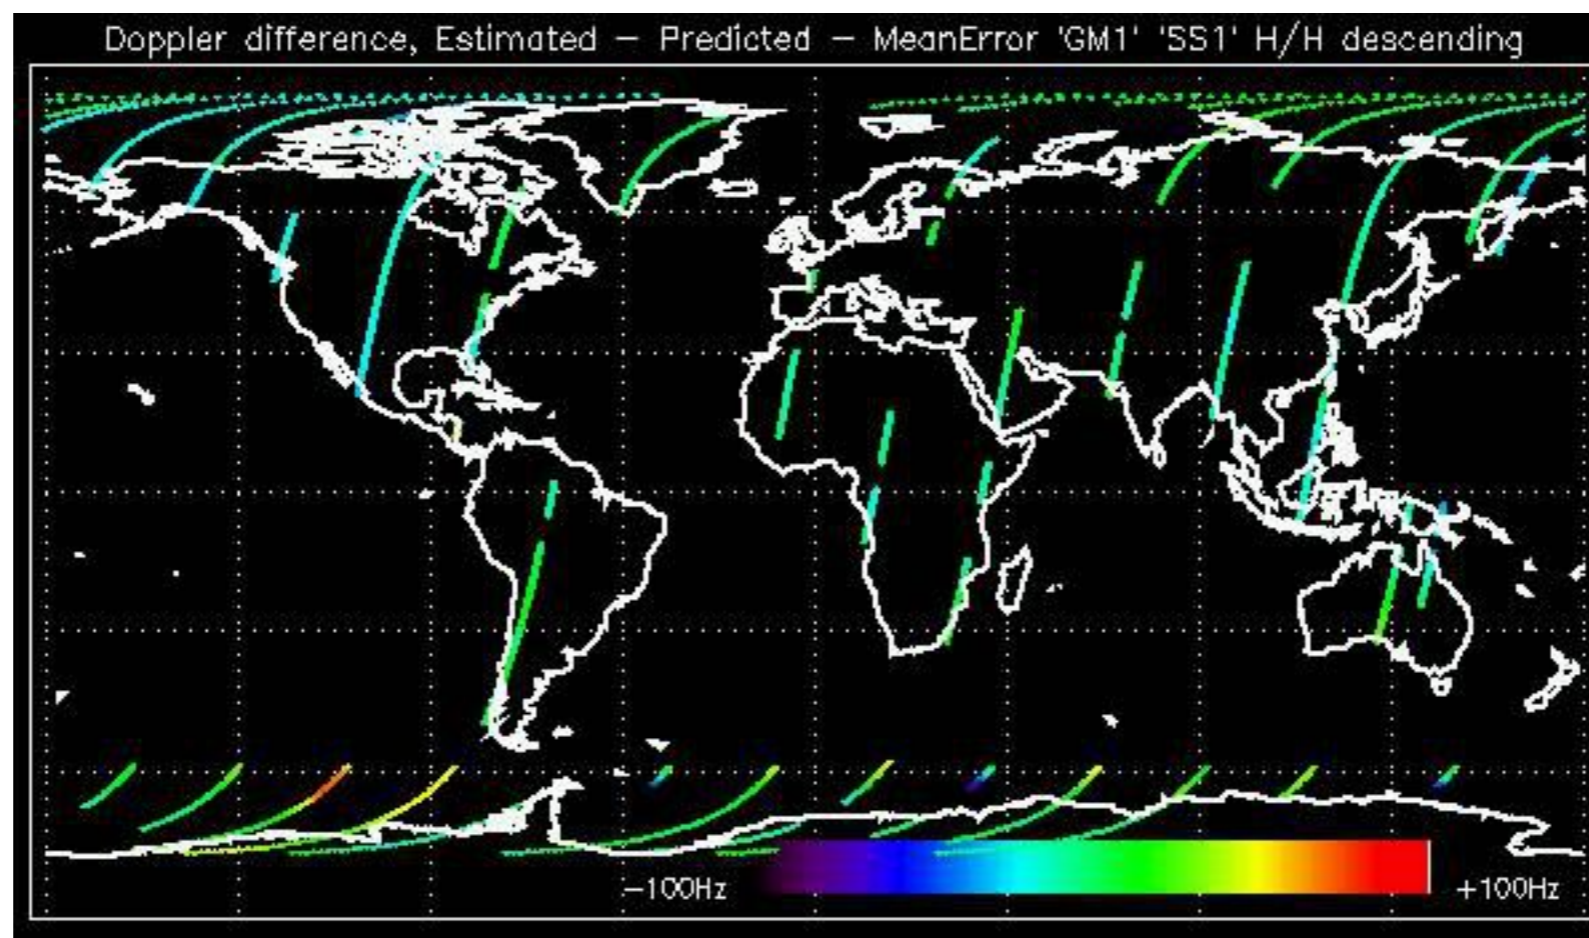 Doppler difference, Estimated – Predicted – MeanError 'GM1' 'SS1' H/H descending
–100Hz
+100Hz